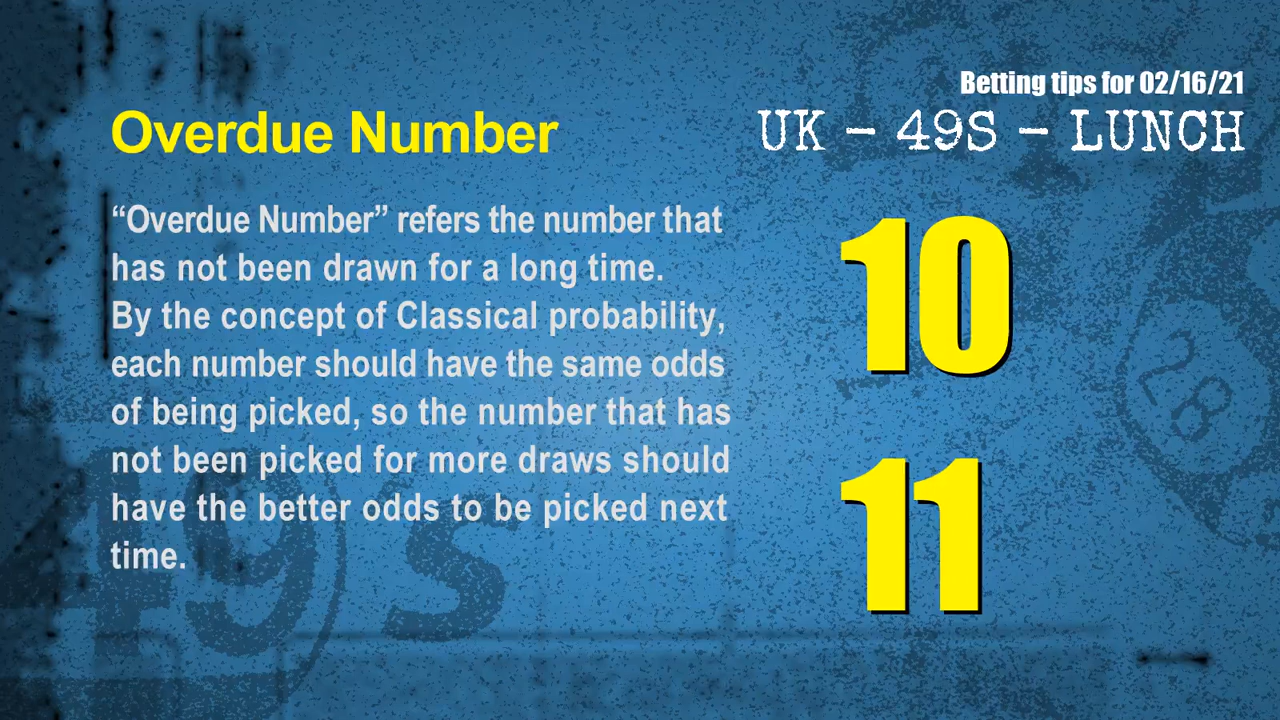 Betting tips for 02/16/21
UK - 49S - LUNCH
Overdue Number
“Overdue Number” refers the number that
has not been drawn for a long time.
By the concept of Classical probability,
each number should have the same odds
of being picked, so the number that has
not been picked for more draws should
have the better odds to be picked next
time.
10
11
28
49's